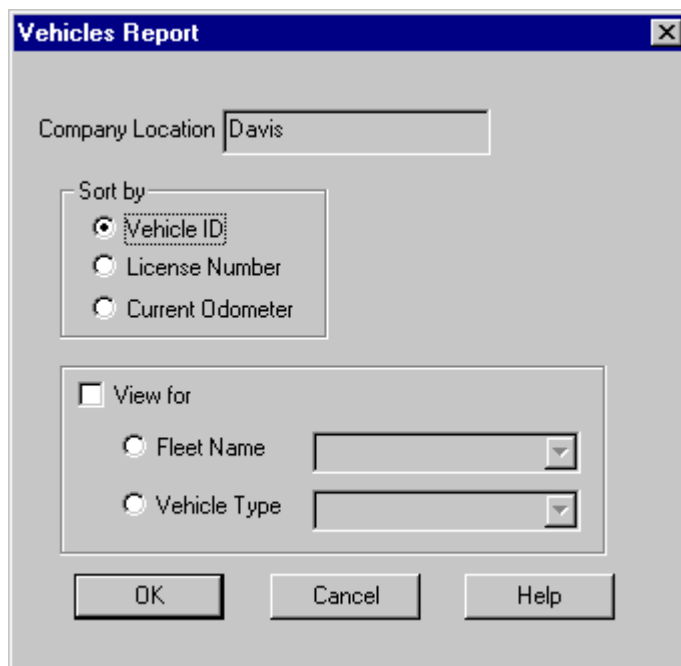 Vehicles Report
Company Location Davis
Sort by
Vehicle ID
License Number
Current Odometer
View for
Fleet Name
Vehicle Type
OK Cancel Help